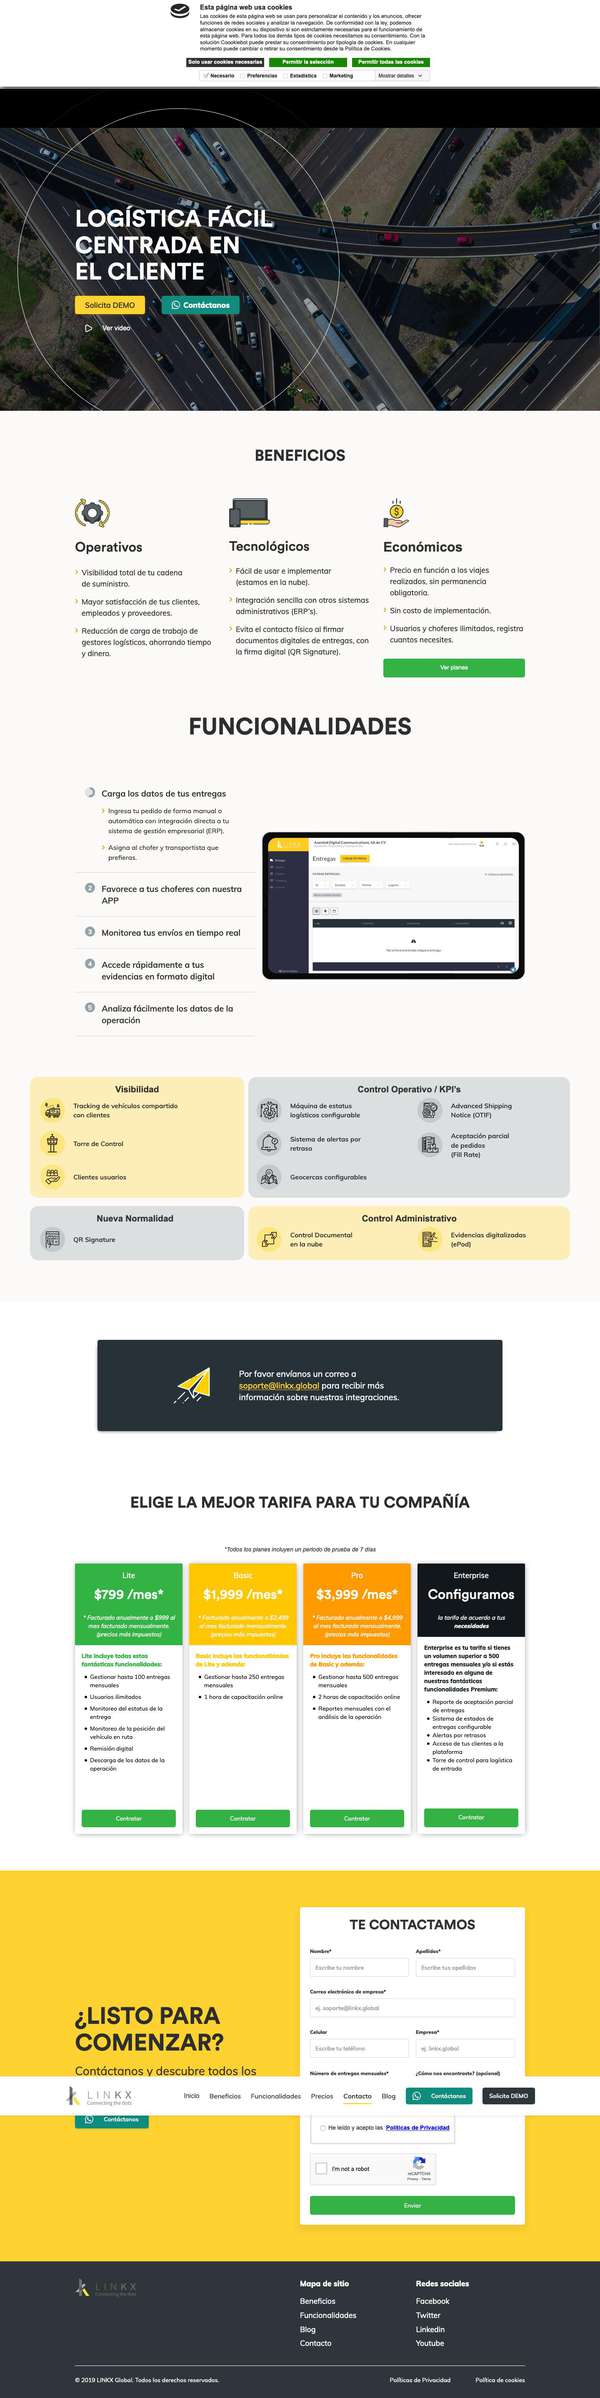 Esta página web usa cookies
Las cookies de esta página web se usan para personalizar el contenido y los anuncios, ofrecer
funciones de redes sociales y analizar la navegación. De conformidad con la ley, podemos
almacenar cookies en su dispositivo si son estrictamente necesarias para el funcionamiento de
esta página web. Para todos los demás tipos de cookies necesitamos su consentimiento. Con la
solución Coookiebot puede prestar su consentimiento por tipología de cookies. En cualquier
momento puede cambiar o retirar su consentimiento desde la Política de Cookies.
Solo usar cookies necesarias
Permitir la selección
Permitir todas las cookies
Necesario
Preferencias
Estadística
Marketing
Mostrar detalles
LOGÍSTICA FÁCIL
CENTRADA EN
EL CLIENTE
Solicita DEMO
Contáctanos
Ver video
BENEFICIOS
Operativos
Visibilidad total de tu cadena
de suministro.
Mayor satisfacción de tus clientes,
empleados y proveedores.
Reducción de carga de trabajo de
gestores logísticos, ahorrando tiempo
y dinero.
Tecnológicos
Fácil de usar e implementar
(estamos en la nube).
Integración sencilla con otros sistemas
administrativos (ERP's).
Evita el contacto físico al firmar
documentos digitales de entregas, con
la firma digital (QR Signature).
Económicos
Precio en función a los viajes
realizados, sin permanencia
obligatoria.
Sin costo de implementación.
Usuarios y choferes ilimitados, registra
cuantos necesites.
Ver planes
FUNCIONALIDADES
Carga los datos de tus entregas
Ingresa tu pedido de forma manual o
automática con integración directa a tu
sistema de gestión empresarial (ERP).
Asigna al chofer y transportista que
prefieras.
2 Favorece a tus choferes con nuestra
APP
3 Monitorea tus envíos en tiempo real
4 Accede rápidamente a tus
evidencias en formato digital
5 Analiza fácilmente los datos de la
operación
Entregas
Visibilidad
Tracking de vehículos compartido
con clientes
Torre de Control
Clientes usuarios
Control Operativo / KPI's
Máquina de estatus
logísticos configurable
Sistema de alertas por
retraso
Geocercas configurables
Advanced Shipping
Notice (OTIF)
Aceptación parcial
de pedidos
(Fill Rate)
Nueva Normalidad
QR Signature
Control Administrativo
Control Documental
en la nube
Evidencias digitalizadas
(ePod)
Por favor envíanos un correo a
soporte@linkx.global para recibir más
información sobre nuestras integraciones.
ELIGE LA MEJOR TARIFA PARA TU COMPAÑÍA
*Todos los planes incluyen un periodo de prueba de 7 días
Lite
$799 /mes*
* Facturado anualmente o $999 al
mes facturado mensualmente.
(precios más impuestos)
Lite incluye todas estas
fantásticas funcionalidades:
Gestionar hasta 100 entregas
mensuales
Usuarios ilimitados
Monitoreo del estatus de la
entrega
Monitoreo de la posición del
vehículo en ruta
Remisión digital
Descarga de los datos de la
operación
Contratar
Basic
$1,999 /mes*
* Facturado anualmente o $2,499
al mes facturado mensualmente.
(precios más impuestos)
Basic incluye las funcionalidades
de Lite y además:
Gestionar hasta 250 entregas
mensuales
1 hora de capacitación online
Contratar
Pro
$3,999 /mes*
* Facturado anualmente o $4,999
al mes facturado mensualmente.
(precios más impuestos)
Pro incluye las funcionalidades
de Basic y además:
Gestionar hasta 500 entregas
mensuales
2 horas de capacitación online
Reportes mensuales con el
análisis de la operación
Contratar
Enterprise
Configuramos
la tarifa de acuerdo a tus
necesidades
Enterprise es tu tarifa si tienes
un volumen superior a 500
entregas mensuales y/o si estás
interesado en alguna de
nuestras fantásticas
funcionalidades Premium:
Reporte de aceptación parcial
de entregas
Sistema de estados de
entregas configurable
Alertas por retrasos
Acceso de tus clientes a la
plataforma
Torre de control para logística
de entrada
Contratar
¿LISTO PARA
COMENZAR?
Contáctanos y descubre todos los
Contáctanos
TE CONTACTAMOS
Nombre*
Apellidos*
Escribe tu nombre
Escribe tus apellidos
Correo electrónico de empresa*
ej. soporte@linkx.global
Celular
Empresa*
Escribe tu teléfono
ej. linkx.global
Número de entregas mensuales*
¿Cómo nos encontraste? (opcional)
LINKX
Connecting the dots
Inicio
Beneficios
Funcionalidades
Precios
Contacto
Blog
Contáctanos
Solicita DEMO
He leído y acepto las Políticas de Privacidad
I'm not a robot
reCAPTCHA
Privacy - Terms
Enviar
LINKX
Connecting the dots
Mapa de sitio
Beneficios
Funcionalidades
Blog
Contacto
Redes sociales
Facebook
Twitter
Linkedin
Youtube
© 2019 LINKX Global. Todos los derechos reservados.
Políticas de Privacidad
Política de cookies